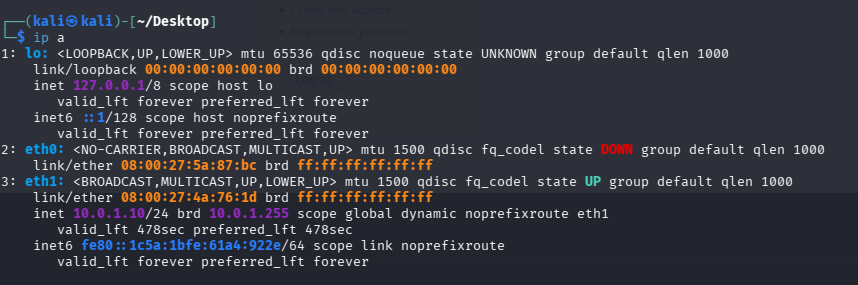 Create new account
Request new password
┌──(kali㉿kali)-[~/Desktop]
└─$ ip a
1: lo: <LOOPBACK,UP,LOWER_UP> mtu 65536 qdisc noqueue state UNKNOWN group default qlen 1000
link/loopback 00:00:00:00:00:00 brd 00:00:00:00:00:00
inet 127.0.0.1/8 scope host lo
valid_lft forever preferred_lft forever
inet6 ::1/128 scope host noprefixroute
valid_lft forever preferred_lft forever
2: eth0: <NO-CARRIER,BROADCAST,MULTICAST,UP> mtu 1500 qdisc fq_codel state DOWN group default qlen 1000
link/ether 08:00:27:5a:87:bc brd ff:ff:ff:ff:ff:ff
3: eth1: <BROADCAST,MULTICAST,UP,LOWER_UP> mtu 1500 qdisc fq_codel state UP group default qlen 1000
link/ether 08:00:27:4a:76:1d brd ff:ff:ff:ff:ff:ff
inet 10.0.1.10/24 brd 10.0.1.255 scope global dynamic noprefixroute eth1
valid_lft 478sec preferred_lft 478sec
inet6 fe80::1c5a:1bfe:61a4:922e/64 scope link noprefixroute
valid_lft forever preferred_lft forever